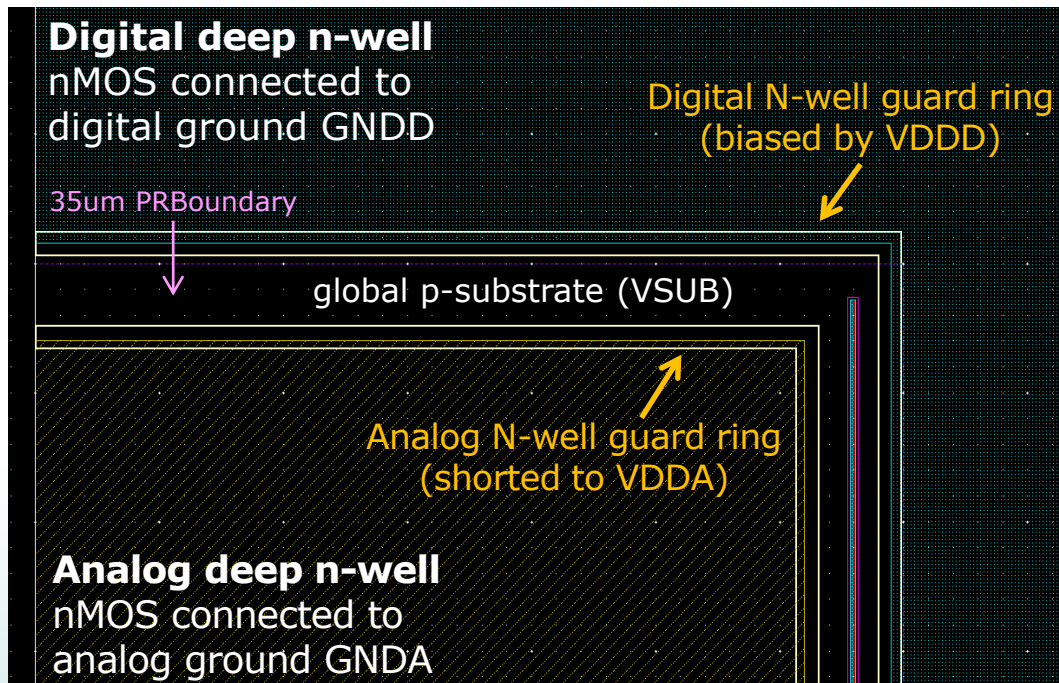 Digital deep n-well
nMOS connected to
digital ground GNDD
Digital N-well guard ring
(biased by VDDD)
35um PRBoundary
global p-substrate (VSUB)
Analog N-well guard ring
(shorted to VDDA)
Analog deep n-well
nMOS connected to
analog ground GNDA